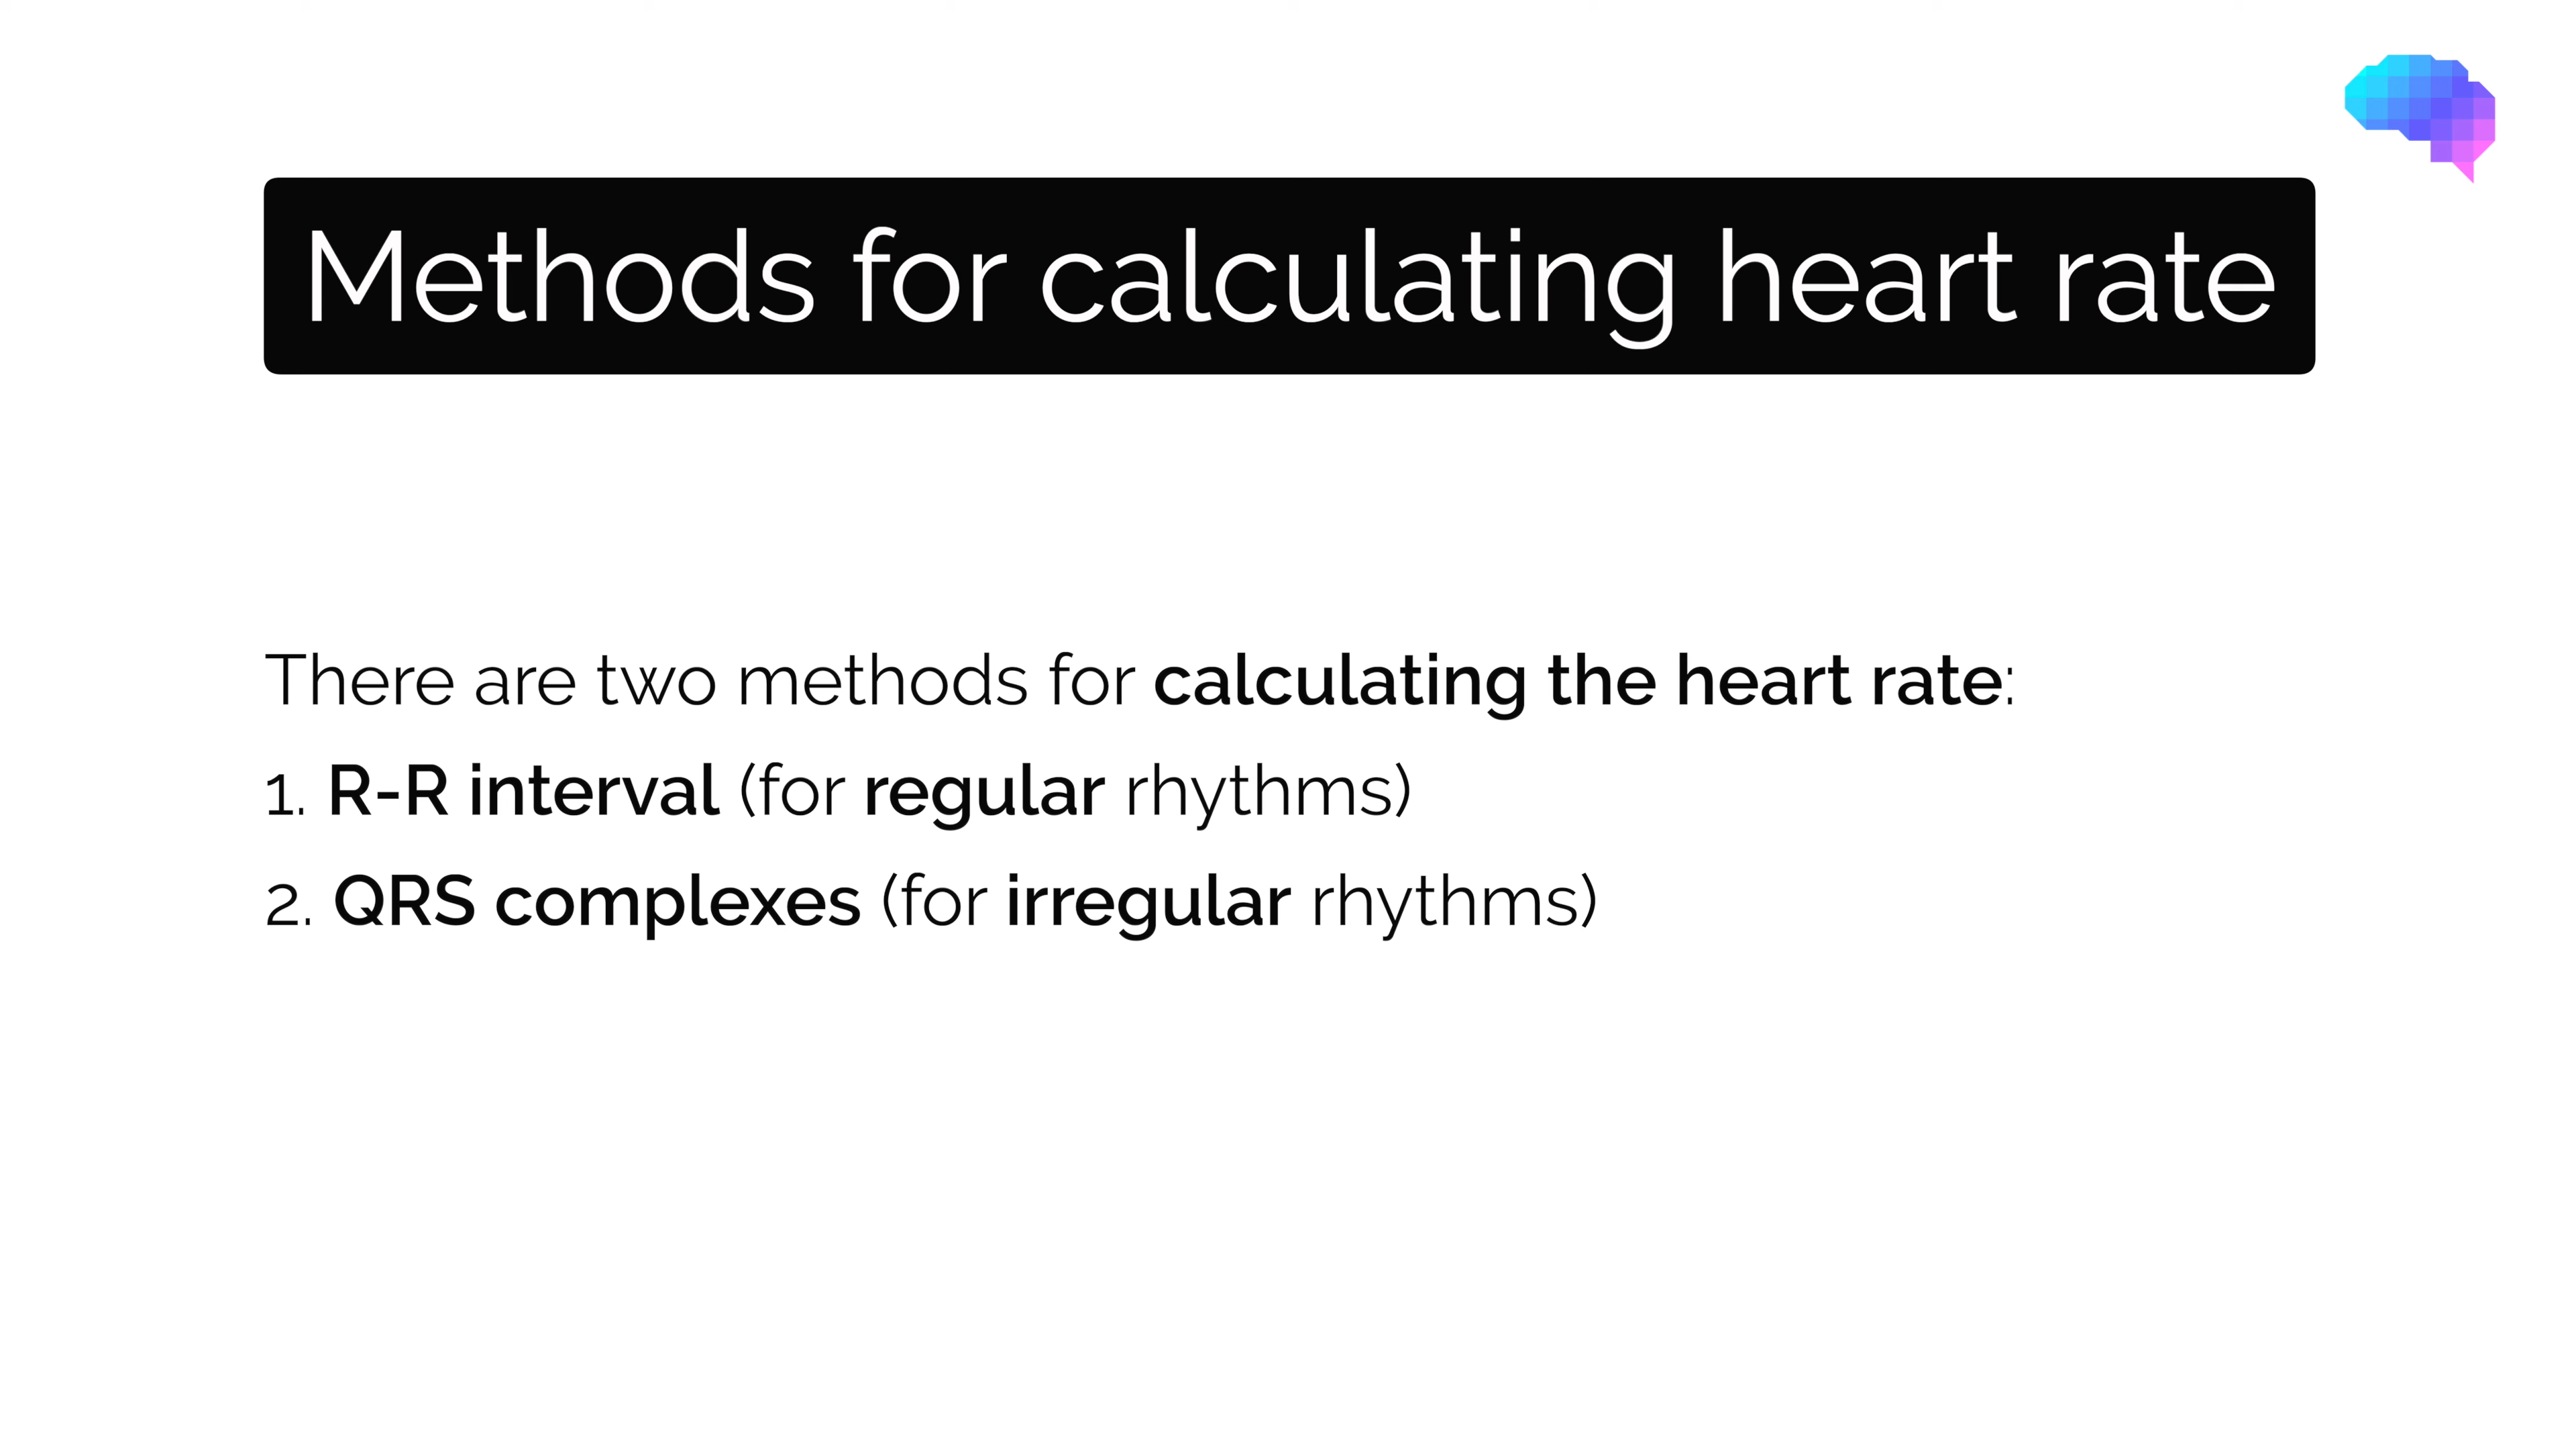 Methods for calculating heart rate
There are two methods for calculating the heart rate:
1. R-R interval (for regular rhythms)
2. QRS complexes (for irregular rhythms)